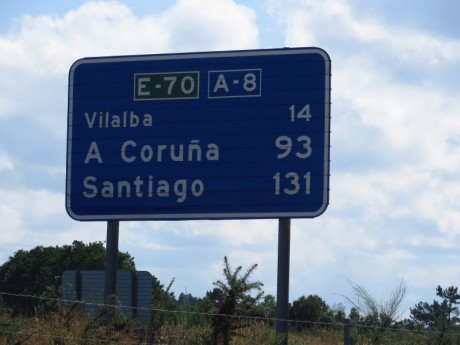 E-70 A-8
Vilalba 14
A Coruña 93
Santiago 131